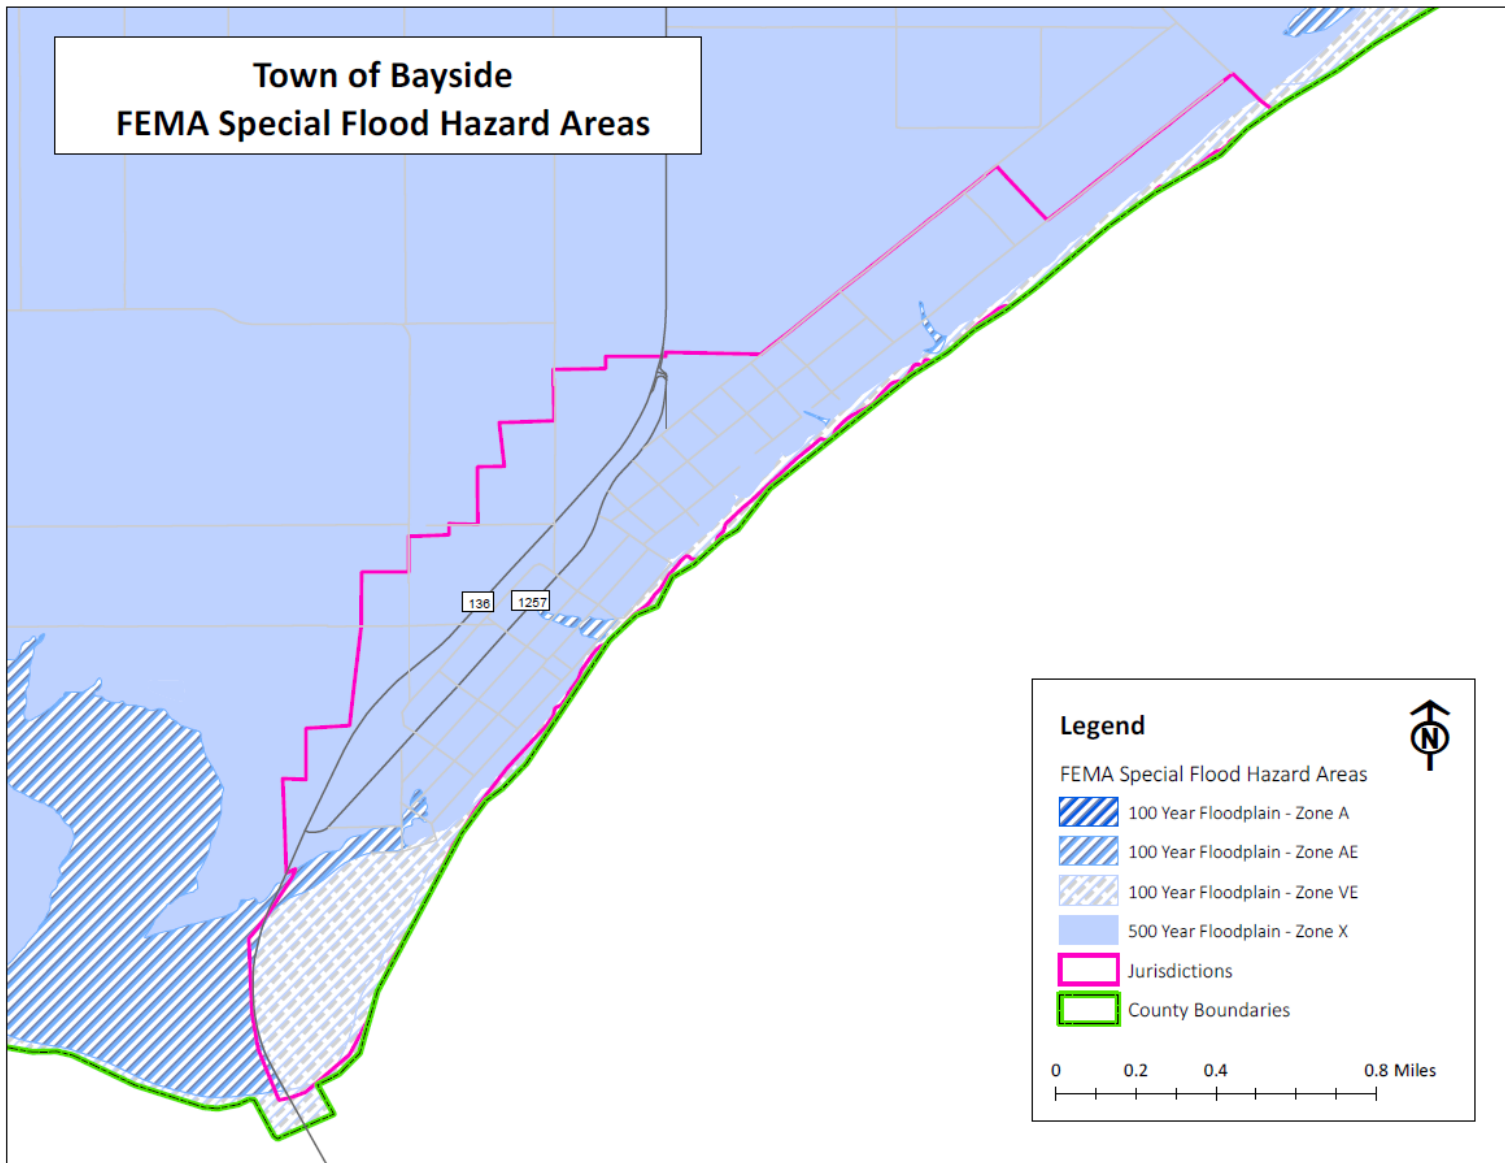 Town of Bayside
FEMA Special Flood Hazard Areas
136
1257
Legend
N
FEMA Special Flood Hazard Areas
100 Year Floodplain - Zone A
100 Year Floodplain - Zone AE
100 Year Floodplain - Zone VE
500 Year Floodplain - Zone X
Jurisdictions
County Boundaries
0 0.2 0.4 0.8 Miles